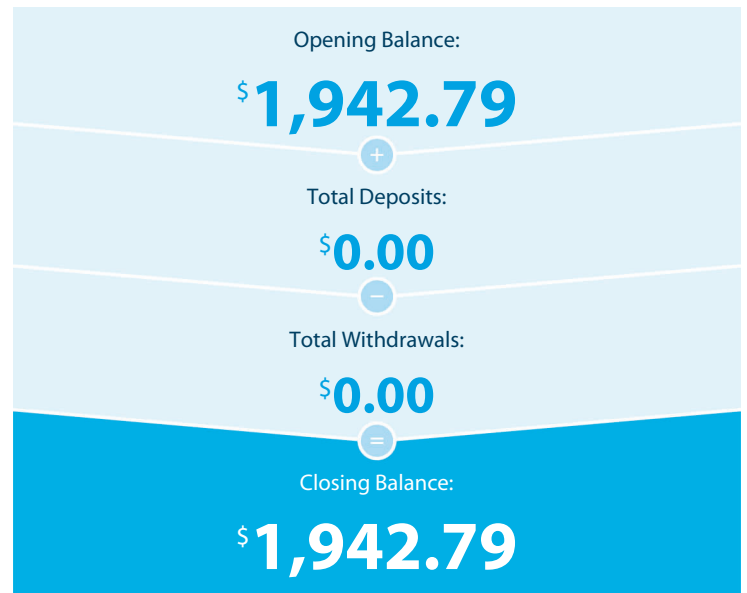 Opening Balance:
$1,942.79
+
Total Deposits:
$0.00
−
Total Withdrawals:
$0.00
=
Closing Balance:
$1,942.79